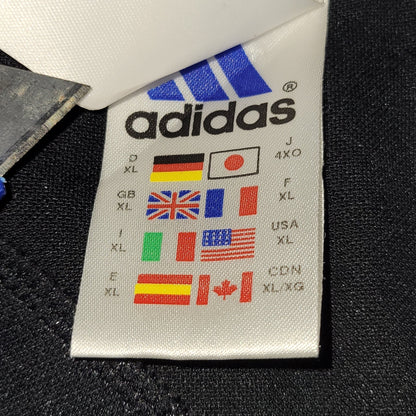 adidas®
D XL J 4XO
GB XL F XL
I XL USA XL
E XL CDN XL/XG